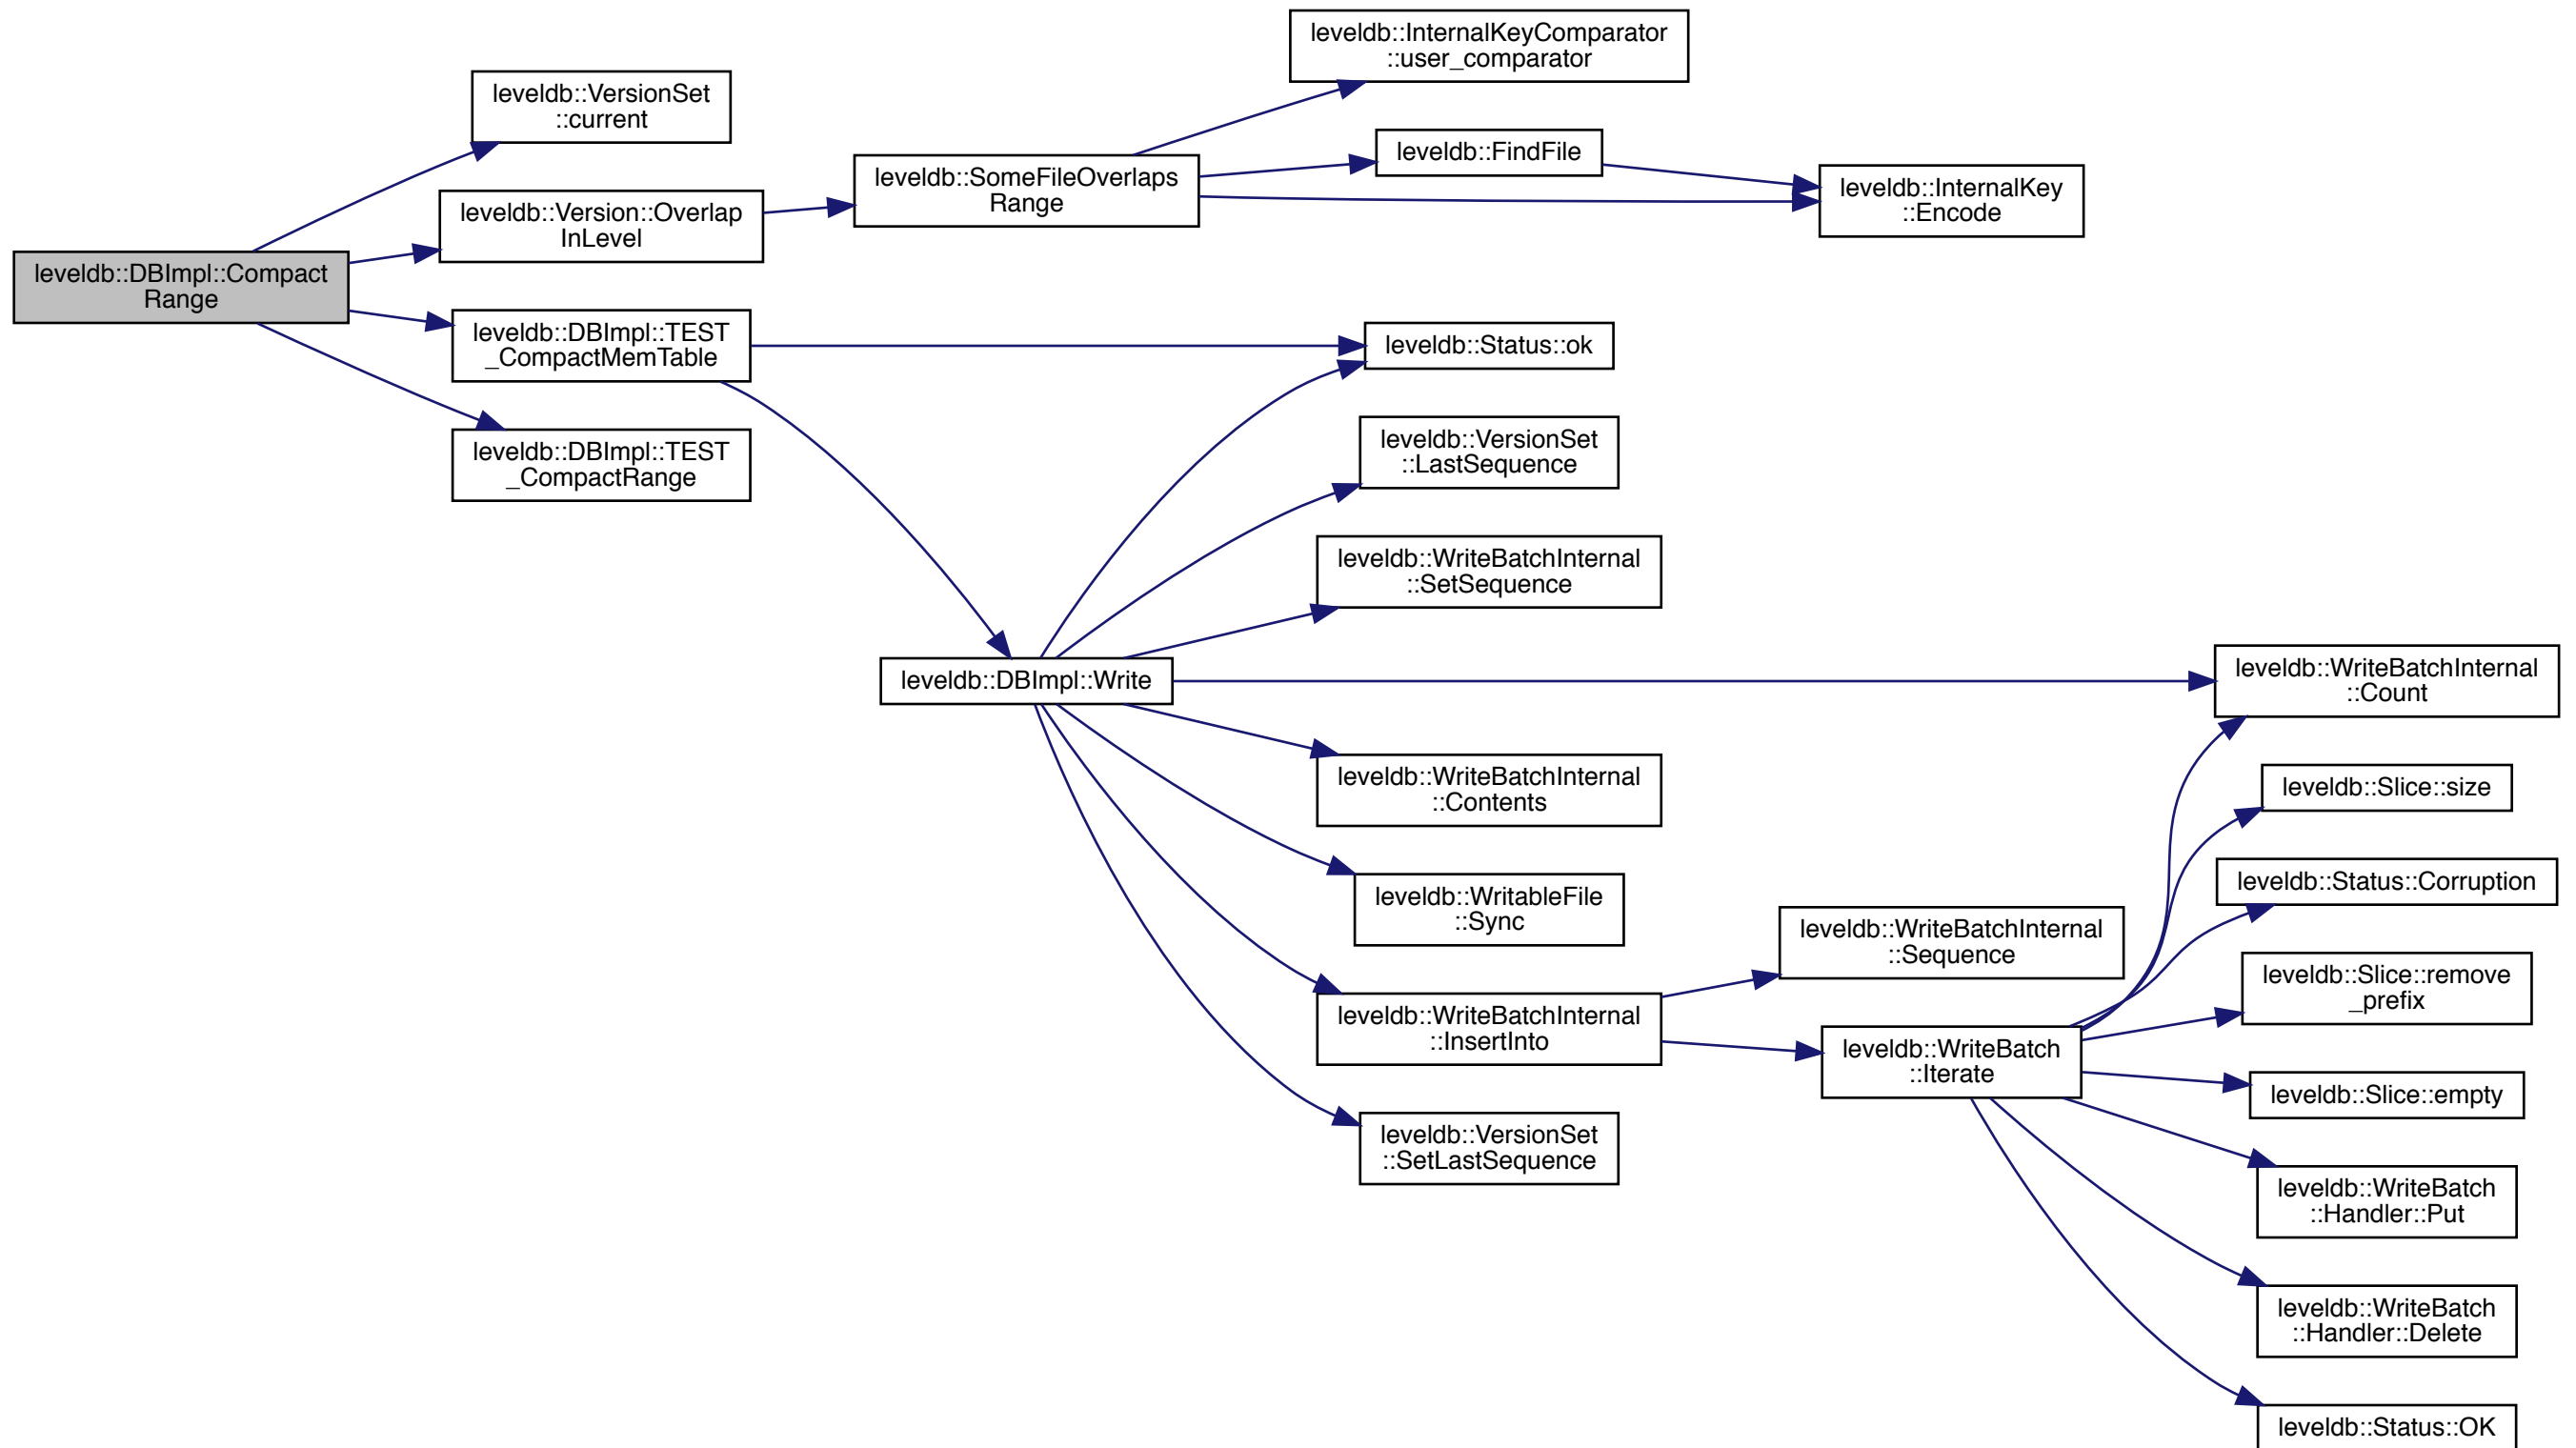 leveldb::DBImpl::Compact
Range
leveldb::VersionSet
::current
leveldb::Version::Overlap
InLevel
leveldb::DBImpl::TEST
_CompactMemTable
leveldb::DBImpl::TEST
_CompactRange
leveldb::SomeFileOverlaps
Range
leveldb::DBImpl::Write
leveldb::InternalKeyComparator
::user_comparator
leveldb::FindFile
leveldb::Status::ok
leveldb::VersionSet
::LastSequence
leveldb::WriteBatchInternal
::SetSequence
leveldb::WriteBatchInternal
::Contents
leveldb::WritableFile
::Sync
leveldb::WriteBatchInternal
::InsertInto
leveldb::VersionSet
::SetLastSequence
leveldb::InternalKey
::Encode
leveldb::WriteBatchInternal
::Sequence
leveldb::WriteBatch
::Iterate
leveldb::WriteBatchInternal
::Count
leveldb::Slice::size
leveldb::Status::Corruption
leveldb::Slice::remove
_prefix
leveldb::Slice::empty
leveldb::WriteBatch
::Handler::Put
leveldb::WriteBatch
::Handler::Delete
leveldb::Status::OK